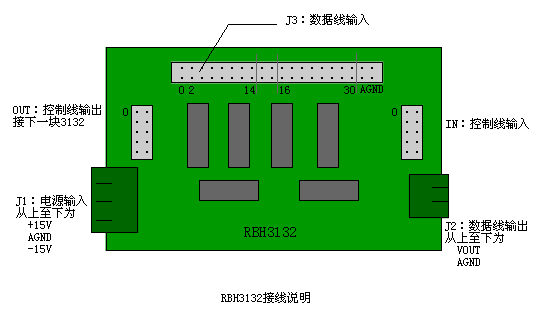 J3：数据线输入
0 2 14 16 30 AGND
OUT：控制线输出
接下一块3132
0
0
IN：控制线输入
J1：电源输入
从上至下为
+15V
AGND
-15V
RBH3132
J2：数据线输出
从上至下为
VOUT
AGND
RBH3132接线说明